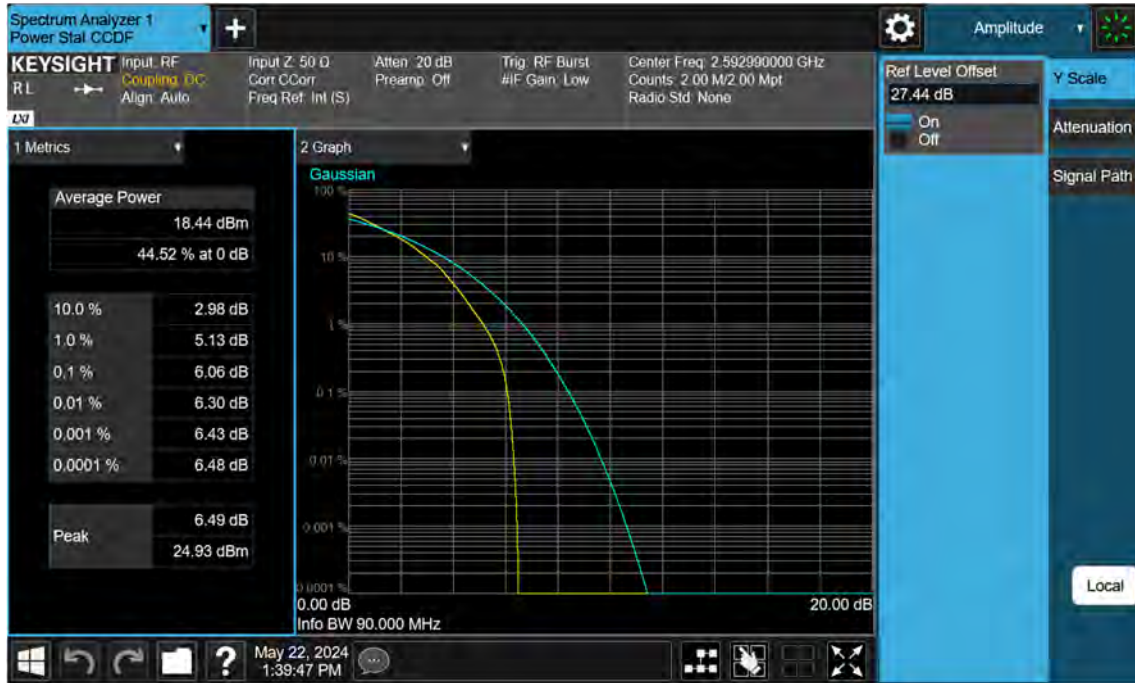 Spectrum Analyzer 1
Power Stat CCDF
Amplitude
KEYSIGHT
Input: RF
Coupling: DC
Align: Auto
Input Z: 50 Ω
Corr CCorr
Freq Ref: Int (S)
Atten: 20 dB
Preamp: Off
Trig: RF Burst
#IF Gain: Low
Center Freq: 2.592990000 GHz
Counts: 2.00 M/2.00 Mpt
Radio Std: None
RL
LXI
Ref Level Offset
27.44 dB
On
Off
Y Scale
Attenuation
Signal Path
1 Metrics
Average Power
18.44 dBm
44.52 % at 0 dB
10.0 % 2.98 dB
1.0 % 5.13 dB
0.1 % 6.06 dB
0.01 % 6.30 dB
0.001 % 6.43 dB
0.0001 % 6.48 dB
Peak
6.49 dB
24.93 dBm
2 Graph
Gaussian
100 %
10 %
1 %
0.1 %
0.01 %
0.001 %
0.0001 %
0.00 dB
20.00 dB
Info BW 90.000 MHz
Local
?
May 22, 2024
1:39:47 PM